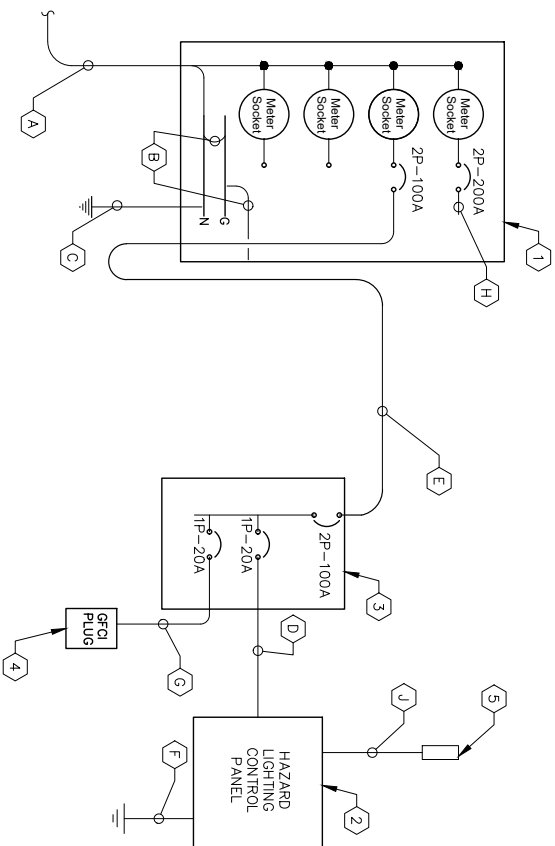 A
B
C
N
G
Meter
Socket
Meter
Socket
Meter
Socket
Meter
Socket
2P-100A
2P-200A
H
1
E
2P-100A
1P-20A
1P-20A
3
GFCI
PLUG
4
G
D
J
5
HAZARD
LIGHTING
CONTROL
PANEL
2
F